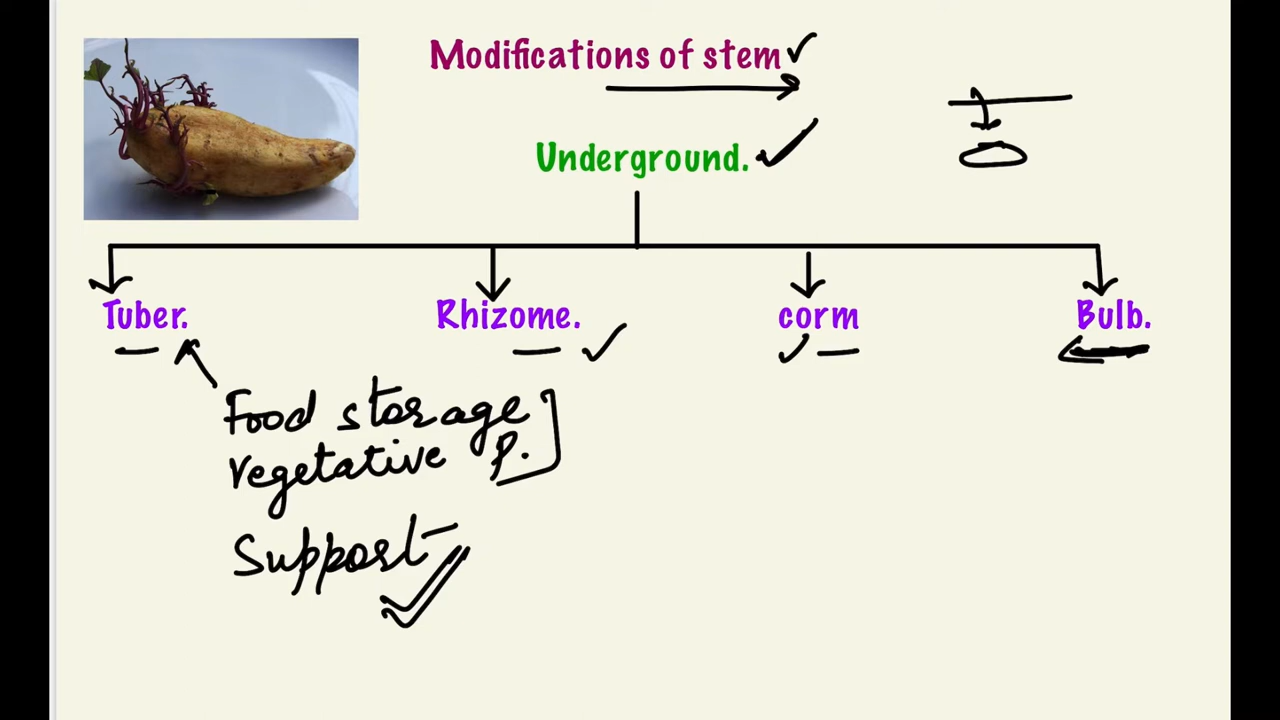 Modifications of stem
Underground.
Tuber. Rhizome. corm Bulb.
Food storage
vegetative p.
Support